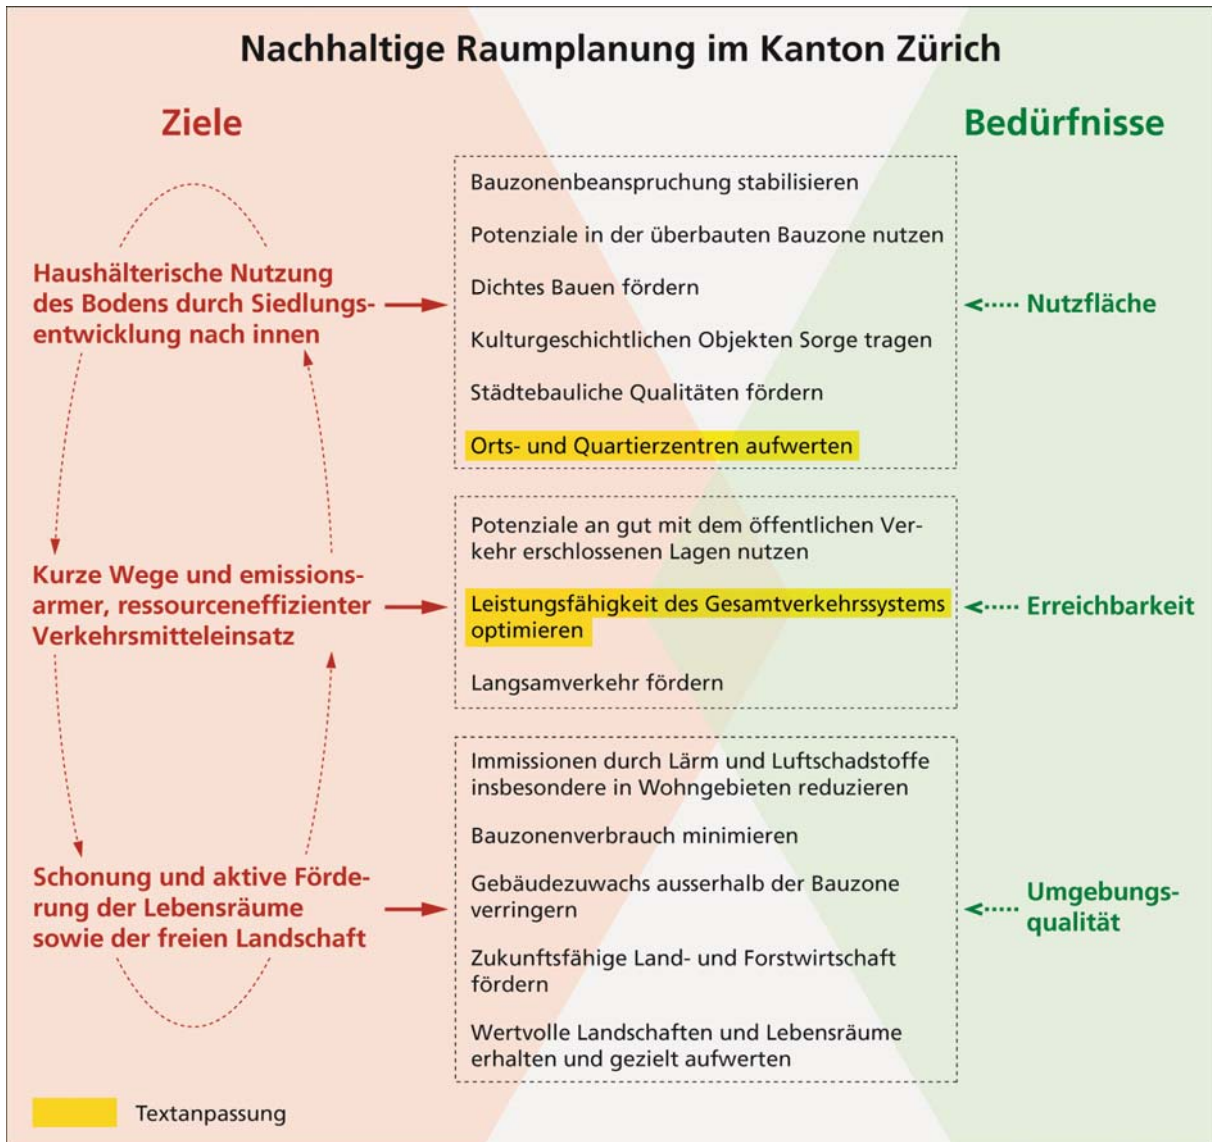 Nachhaltige Raumplanung im Kanton Zürich
Ziele
Bedürfnisse
Haushälterische Nutzung
des Bodens durch Siedlungs-
entwicklung nach innen
Bauzonenbeanspruchung stabilisieren
Potenziale in der überbauten Bauzone nutzen
Dichtes Bauen fördern
Kulturgeschichtlichen Objekten Sorge tragen
Städtebauliche Qualitäten fördern
Orts- und Quartierzentren aufwerten
Nutzfläche
Kurze Wege und emissions-
armer, ressourceneffizienter
Verkehrsmitteleinsatz
Potenziale an gut mit dem öffentlichen Ver-
kehr erschlossenen Lagen nutzen
Leistungsfähigkeit des Gesamtverkehrssystems
optimieren
Langsamverkehr fördern
Erreichbarkeit
Schonung und aktive Förde-
rung der Lebensräume
sowie der freien Landschaft
Immissionen durch Lärm und Luftschadstoffe
insbesondere in Wohngebieten reduzieren
Bauzonenverbrauch minimieren
Gebäudezuwachs ausserhalb der Bauzone
verringern
Zukunftsfähige Land- und Forstwirtschaft
fördern
Wertvolle Landschaften und Lebensräume
erhalten und gezielt aufwerten
Umgebungs-
qualität
Textanpassung